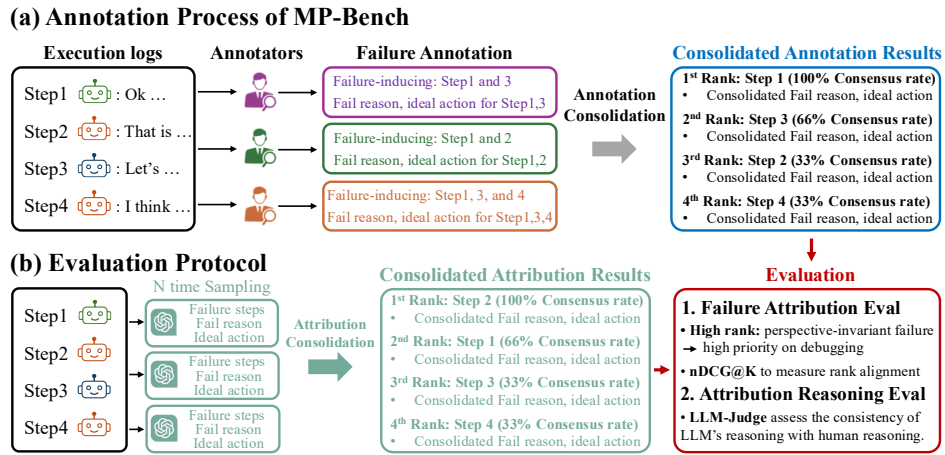 (a) Annotation Process of MP-Bench
Execution logs
Step1 : Ok …
Step2 : That is …
Step3 : Let's …
Step4 : I think …
Annotators
Failure Annotation
Failure-inducing: Step1 and 3
Fail reason, ideal action for Step1,3
Failure-inducing: Step1 and 2
Fail reason, ideal action for Step1,2
Failure-inducing: Step1, 3, and 4
Fail reason, ideal action for Step1,3,4
Annotation
Consolidation
Consolidated Annotation Results
1st Rank: Step 1 (100% Consensus rate)
• Consolidated Fail reason, ideal action
2nd Rank: Step 3 (66% Consensus rate)
• Consolidated Fail reason, ideal action
3rd Rank: Step 2 (33% Consensus rate)
• Consolidated Fail reason, ideal action
4th Rank: Step 4 (33% Consensus rate)
• Consolidated Fail reason, ideal action
(b) Evaluation Protocol
Step1
Step2
Step3
Step4
N time Sampling
Failure steps
Fail reason
Ideal action
Failure steps
Fail reason
Ideal action
Failure steps
Fail reason
Ideal action
Attribution
Consolidation
Consolidated Attribution Results
1st Rank: Step 2 (100% Consensus rate)
• Consolidated Fail reason, ideal action
2nd Rank: Step 1 (66% Consensus rate)
• Consolidated Fail reason, ideal action
3rd Rank: Step 3 (33% Consensus rate)
• Consolidated Fail reason, ideal action
4th Rank: Step 4 (33% Consensus rate)
• Consolidated Fail reason, ideal action
Evaluation
1. Failure Attribution Eval
• High rank: perspective-invariant failure
→ high priority on debugging
• nDCG@K to measure rank alignment
2. Attribution Reasoning Eval
• LLM-Judge assess the consistency of
LLM's reasoning with human reasoning.